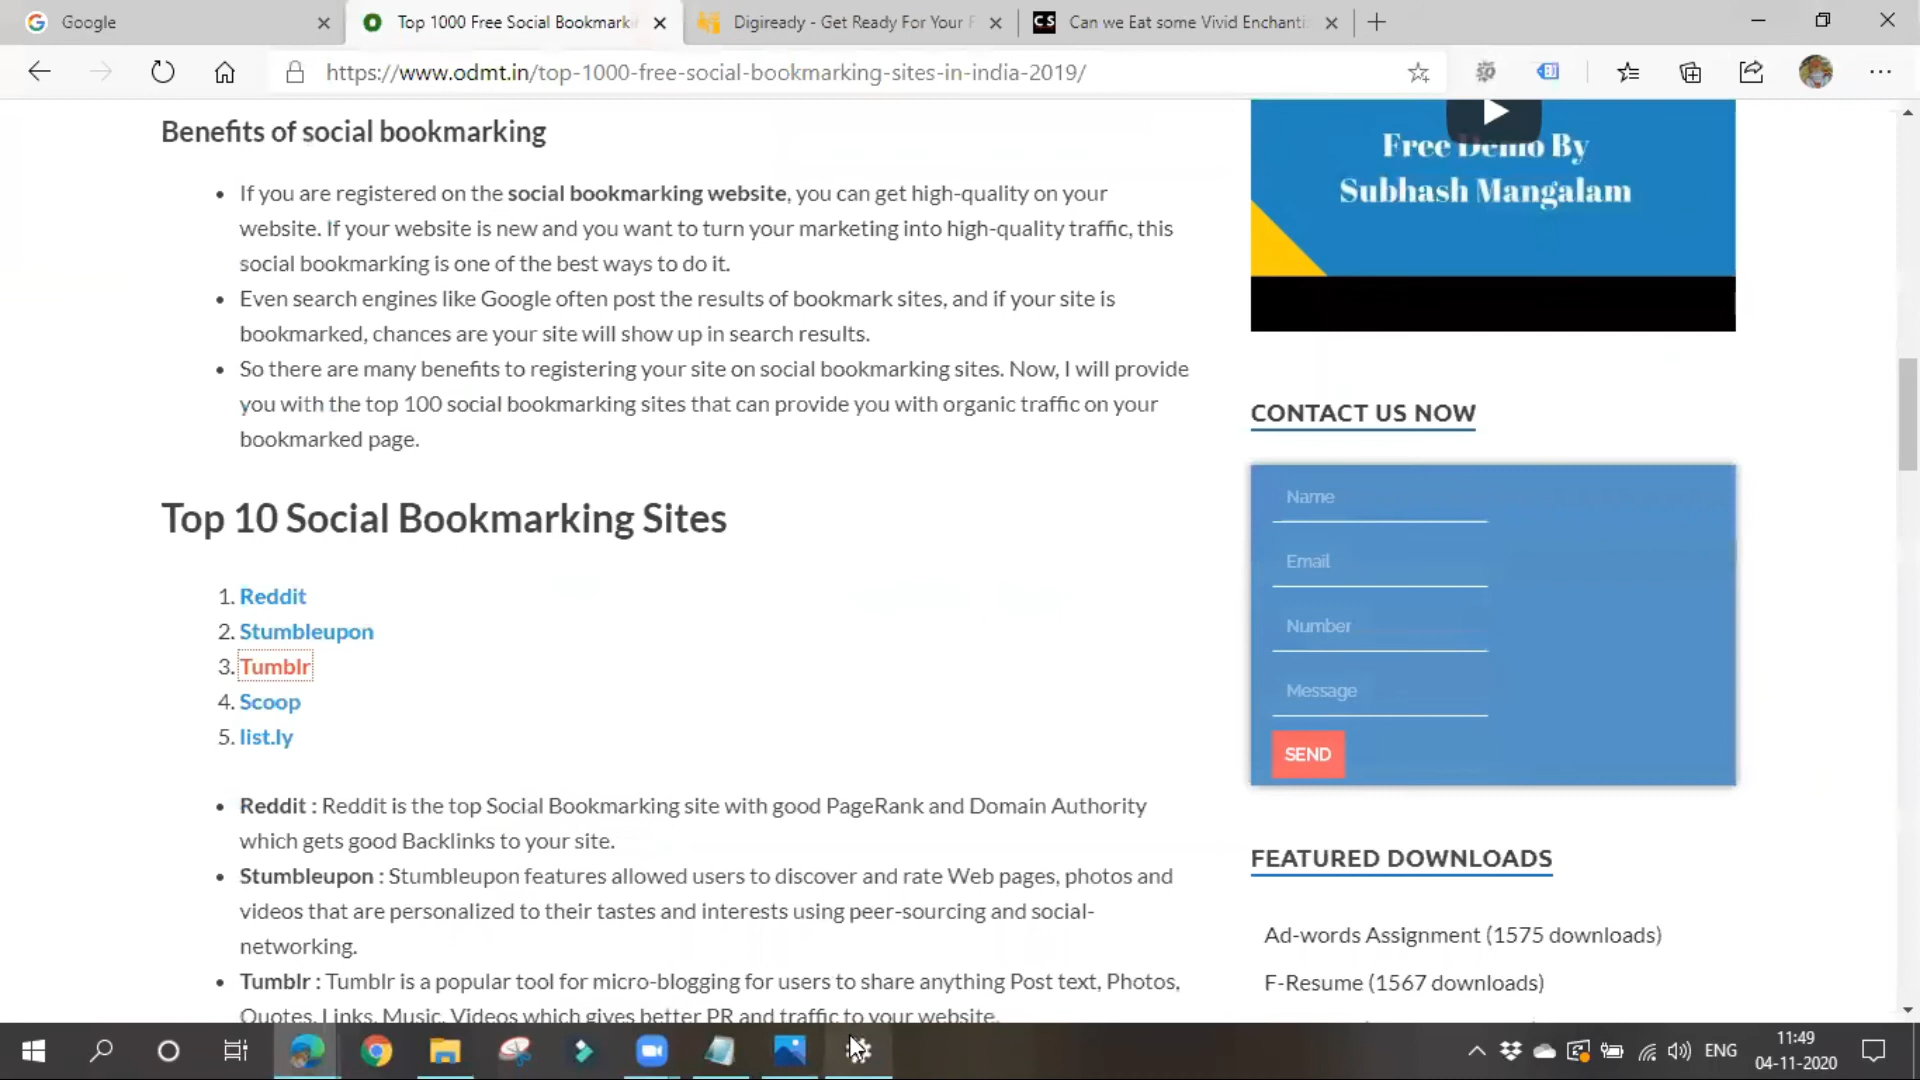 Google
Top 1000 Free Social Bookmarki
Digiready - Get Ready For Your F
CS
Can we Eat some Vivid Enchanti
https://www.odmt.in/top-1000-free-social-bookmarking-sites-in-india-2019/
Benefits of social bookmarking
If you are registered on the social bookmarking website, you can get high-quality on your
website. If your website is new and you want to turn your marketing into high-quality traffic, this
social bookmarking is one of the best ways to do it.
Even search engines like Google often post the results of bookmark sites, and if your site is
bookmarked, chances are your site will show up in search results.
So there are many benefits to registering your site on social bookmarking sites. Now, I will provide
you with the top 100 social bookmarking sites that can provide you with organic traffic on your
bookmarked page.
Top 10 Social Bookmarking Sites
1. Reddit
2. Stumbleupon
3. Tumblr
4. Scoop
5. list.ly
Reddit : Reddit is the top Social Bookmarking site with good PageRank and Domain Authority
which gets good Backlinks to your site.
Stumbleupon : Stumbleupon features allowed users to discover and rate Web pages, photos and
videos that are personalized to their tastes and interests using peer-sourcing and social-
networking.
Tumblr : Tumblr is a popular tool for micro-blogging for users to share anything Post text, Photos,
Quotes, Links, Music, Videos which gives better PR and traffic to your website.
Free Demo By
Subhash Mangalam
CONTACT US NOW
Name
Email
Number
Message
SEND
FEATURED DOWNLOADS
Ad-words Assignment (1575 downloads)
F-Resume (1567 downloads)
ENG
11:49
04-11-2020